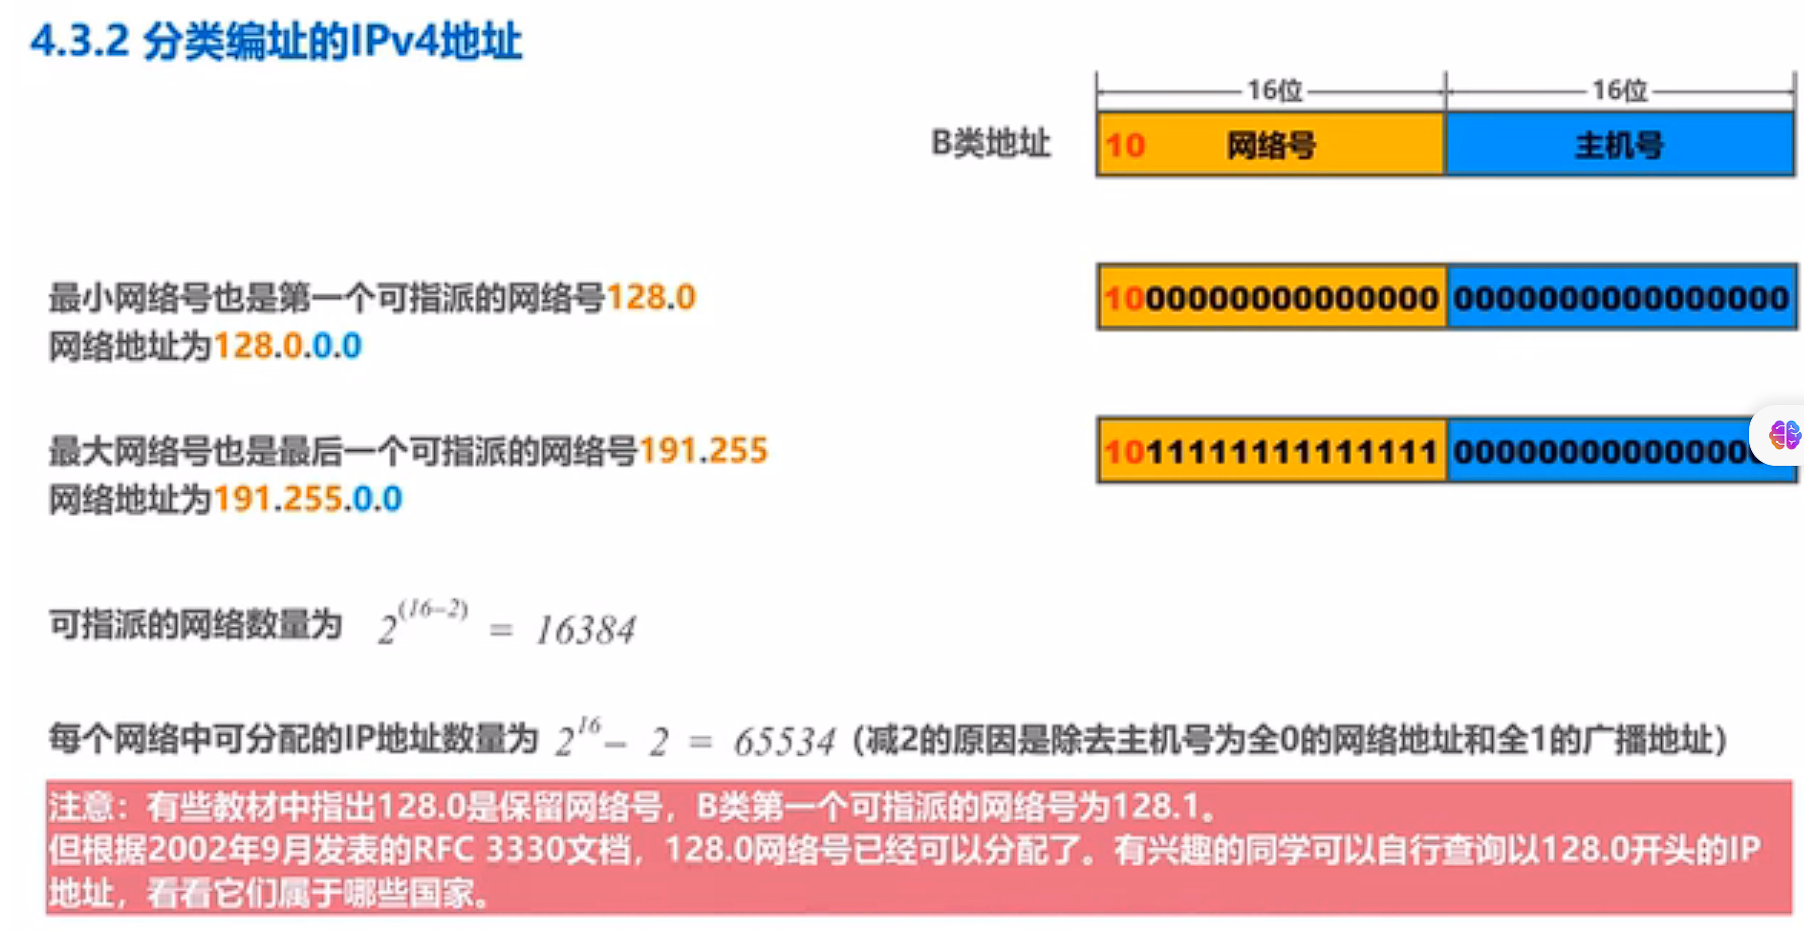 4.3.2 分类编址的IPv4地址
16位 16位
B类地址 10 网络号 主机号
最小网络号也是第一个可指派的网络号128.0
1000000000000000 0000000000000000
网络地址为128.0.0.0
最大网络号也是最后一个可指派的网络号191.255
1011111111111111 000000000000000
网络地址为191.255.0.0
可指派的网络数量为 2^(16-2) = 16384
每个网络中可分配的IP地址数量为 2^16 - 2 = 65534 (减2的原因是除去主机号为全0的网络地址和全1的广播地址)
注意：有些教材中指出128.0是保留网络号，B类第一个可指派的网络号为128.1。
但根据2002年9月发表的RFC 3330文档，128.0网络号已经可以分配了。有兴趣的同学可以自行查询以128.0开头的IP
地址，看看它们属于哪些国家。